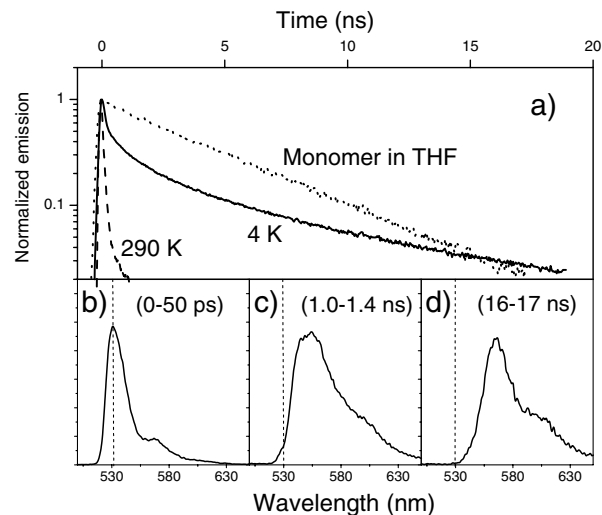 Time (ns)
0 5 10 15 20
Normalized emission
1
0.1
a)
Monomer in THF
290 K
4 K
b) (0-50 ps)
c) (1.0-1.4 ns)
d) (16-17 ns)
530 580 630 530 580 630 530 580 630
Wavelength (nm)